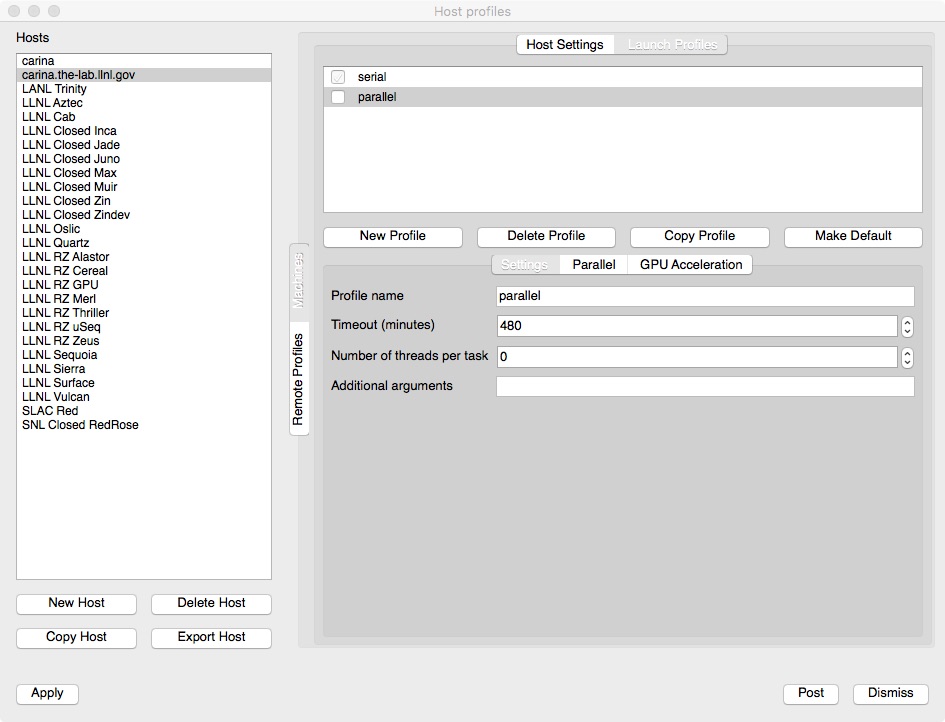 Host profiles
Hosts
carina
carina.the-lab.llnl.gov
LANL Trinity
LLNL Aztec
LLNL Cab
LLNL Closed Inca
LLNL Closed Jade
LLNL Closed Juno
LLNL Closed Max
LLNL Closed Muir
LLNL Closed Zin
LLNL Closed Zindev
LLNL Oslic
LLNL Quartz
LLNL RZ Alastor
LLNL RZ Cereal
LLNL RZ GPU
LLNL RZ Merl
LLNL RZ Thriller
LLNL RZ uSeq
LLNL RZ Zeus
LLNL Sequoia
LLNL Sierra
LLNL Surface
LLNL Vulcan
SLAC Red
SNL Closed RedRose
New Host Delete Host
Copy Host Export Host
Machines
Remote Profiles
Host Settings Launch Profiles
serial
parallel
New Profile Delete Profile Copy Profile Make Default
Settings Parallel GPU Acceleration
Profile name parallel
Timeout (minutes) 480
Number of threads per task 0
Additional arguments
Apply Post Dismiss